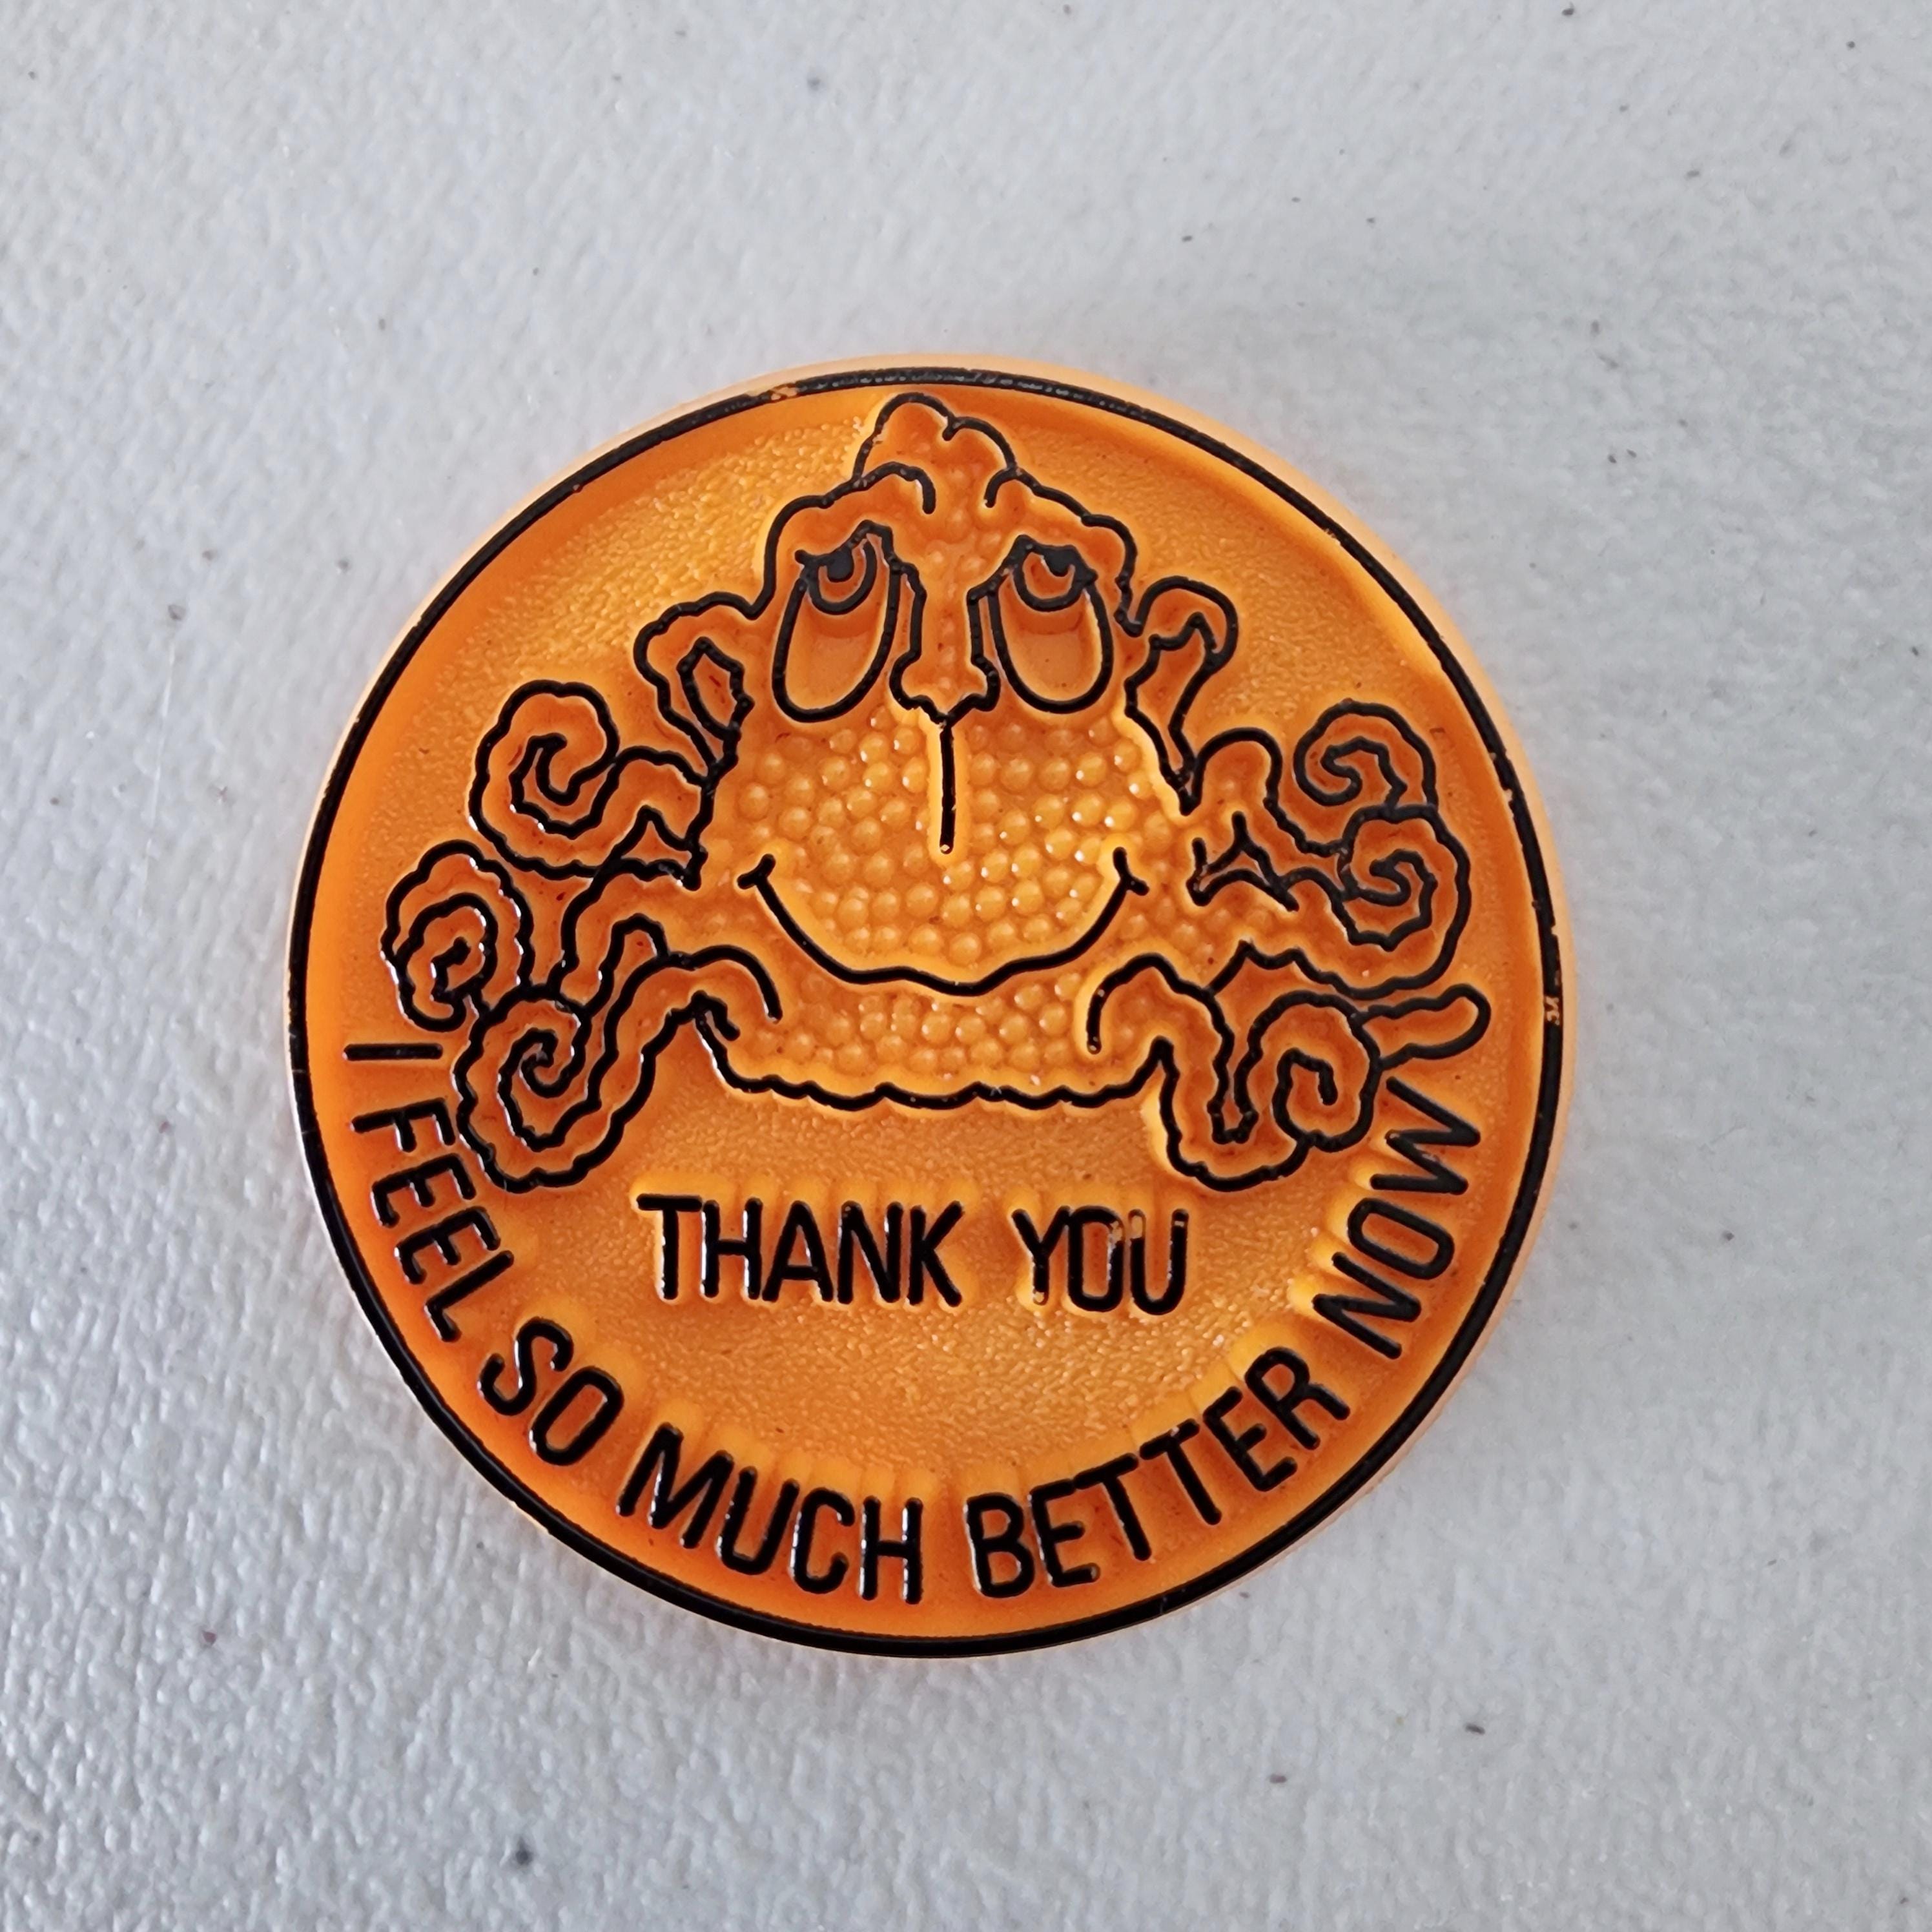 THANK YOU
I FEEL SO MUCH BETTER NOW